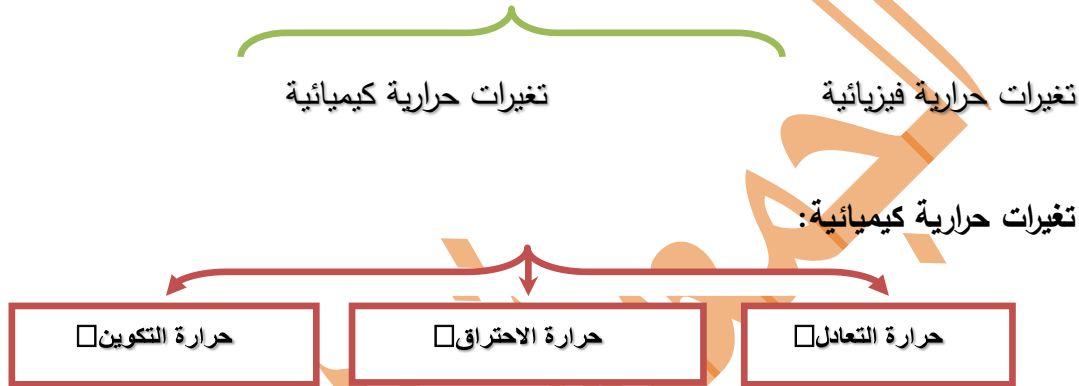 تغيرات حرارية فيزيائية
تغيرات حرارية كيميائية
تغيرات حرارية كيميائية:
حرارة التعادل□
حرارة الاحتراق□
حرارة التكوين□